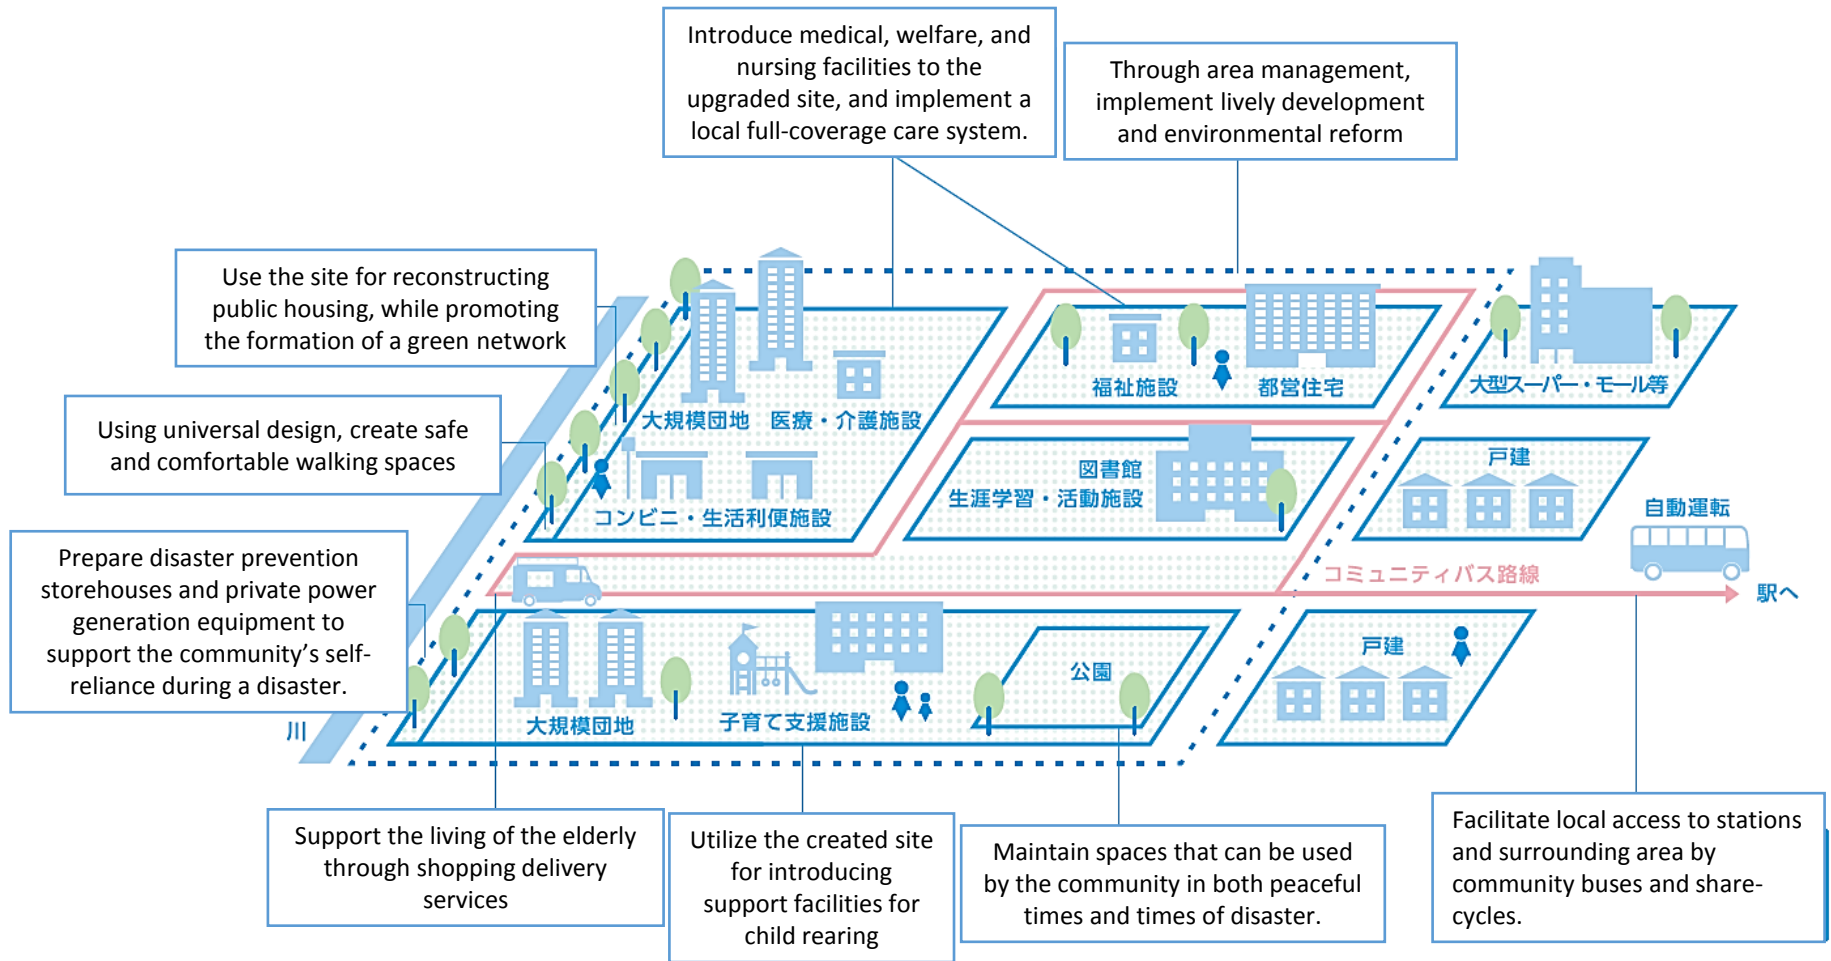 Introduce medical, welfare, and
nursing facilities to the
upgraded site, and implement a
local full-coverage care system.
Through area management,
implement lively development
and environmental reform
Use the site for reconstructing
public housing, while promoting
the formation of a green network
Using universal design, create safe
and comfortable walking spaces
Prepare disaster prevention
storehouses and private power
generation equipment to
support the community's self-
reliance during a disaster.
大規模団地
医療・介護施設
コンビニ・生活利便施設
福祉施設
都営住宅
大型スーパー・モール等
図書館
生涯学習・活動施設
戸建
自動運転
コミュニティバス路線
駅へ
川
大規模団地
子育て支援施設
公園
戸建
Support the living of the elderly
through shopping delivery
services
Utilize the created site
for introducing
support facilities for
child rearing
Maintain spaces that can be used
by the community in both peaceful
times and times of disaster.
Facilitate local access to stations
and surrounding area by
community buses and share-
cycles.